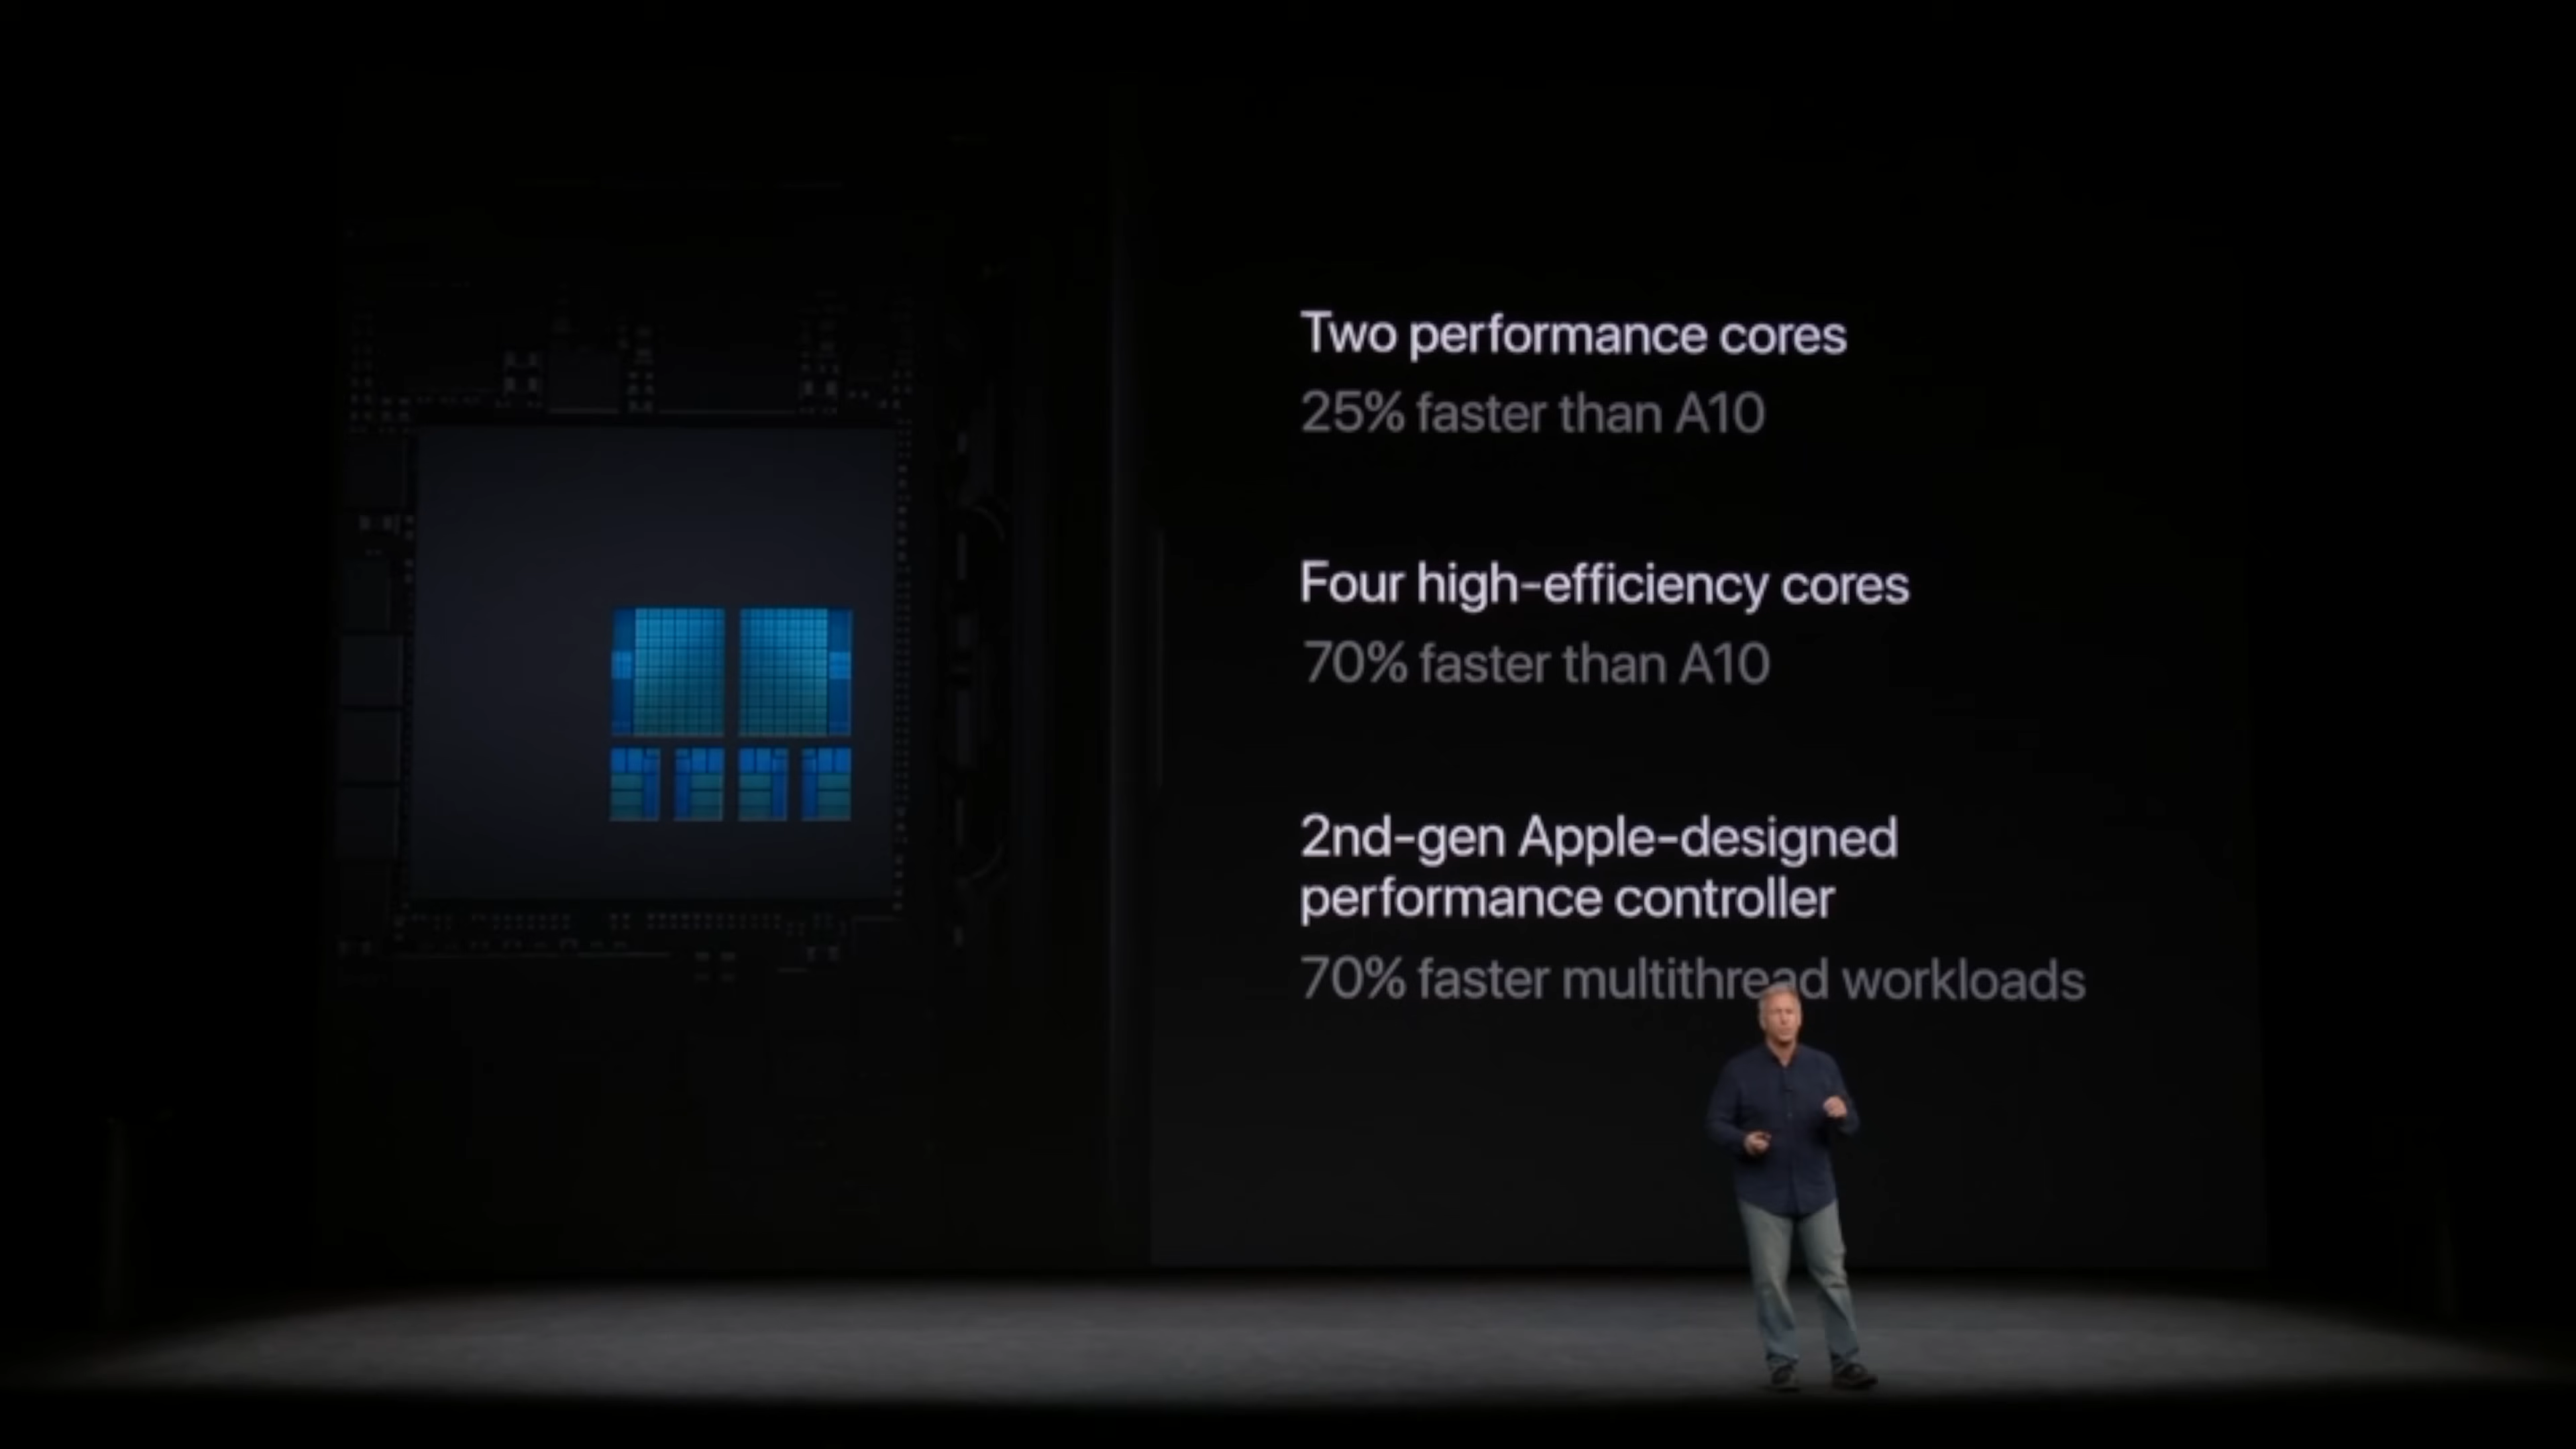 Two performance cores
25% faster than A10
Four high-efficiency cores
70% faster than A10
2nd-gen Apple-designed
performance controller
70% faster multithread workloads